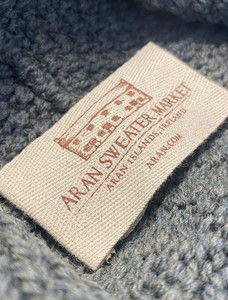 ARAN SWEATER MARKET
ARAN ISLANDS, IRELAND
ARAN.COM